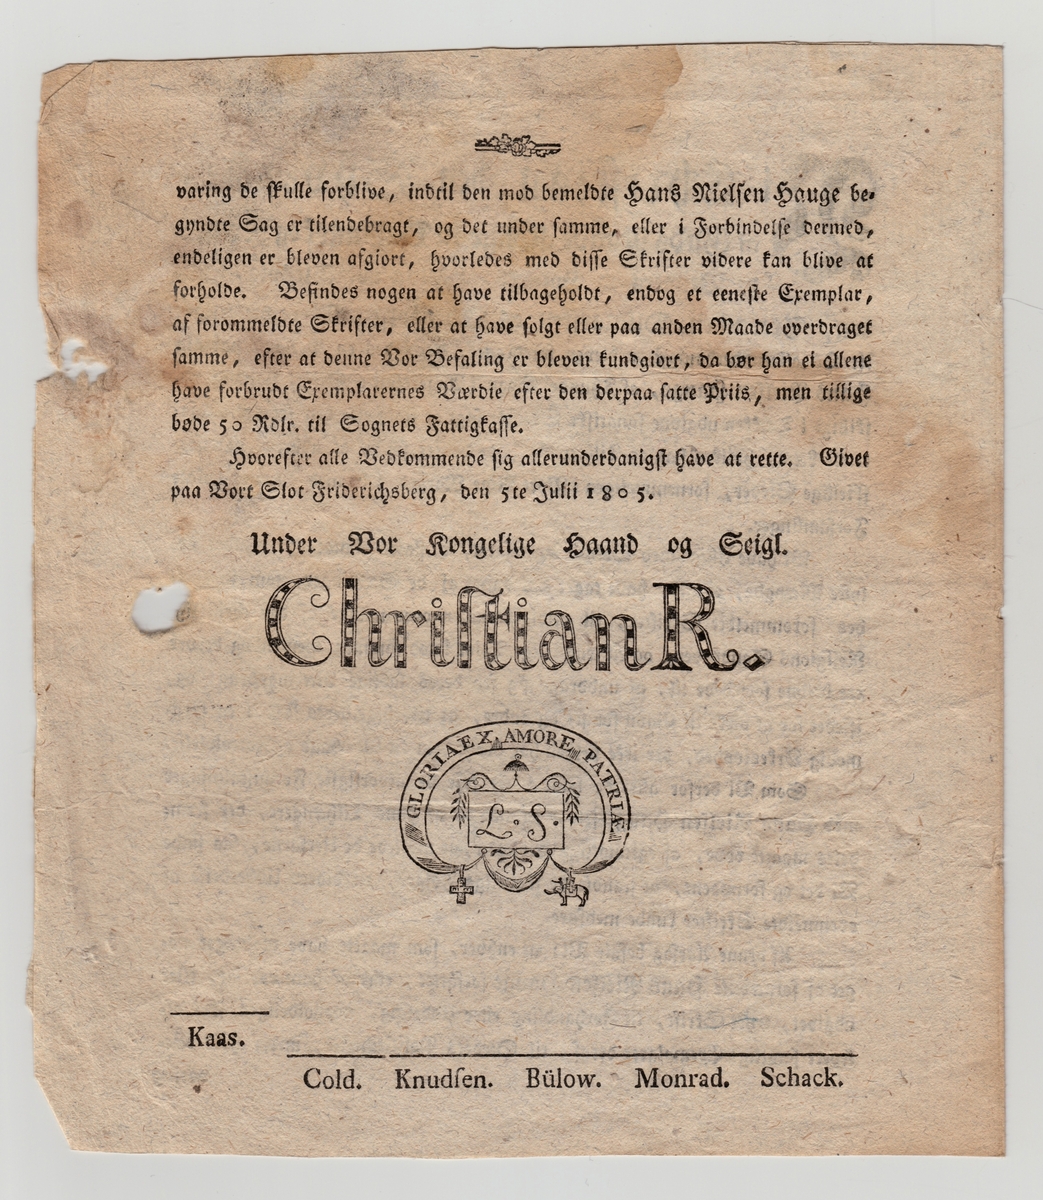 varing de skulle forblive, indtil den mod bemeldte Hans Nielsen Hauge be-
gyndte Sag er tilendebragt, og det under samme, eller i Forbindelse dermed,
endeligen er bleven afgiort, hvorledes med disse Skrifter videre kan blive at
forholde. Befindes nogen at have tilbageholdt, endog et eeneste Exemplar,
af forommeldte Skrifter, eller at have solgt eller paa anden Maade overdraget
samme, efter at denne Vor Befaling er bleven kundgiort, da bør han ei allene
have forbrudt Exemplarernes Værdie efter den derpaa satte Priis, men tillige
bøde 50 Rdlr. til Sognets Fattigkasse.
Hvorefter alle Vedkommende sig allerunderdanigst have at rette. Givet
paa Vort Slot Friderichsberg, den 5te Julii 1805.
Under Vor Kongelige Haand og Seigl.
Christian R.
GLORIA EX AMORE PATRIÆ
L. S.
Kaas.
Cold. Knudsen. Bülow. Monrad. Schack.